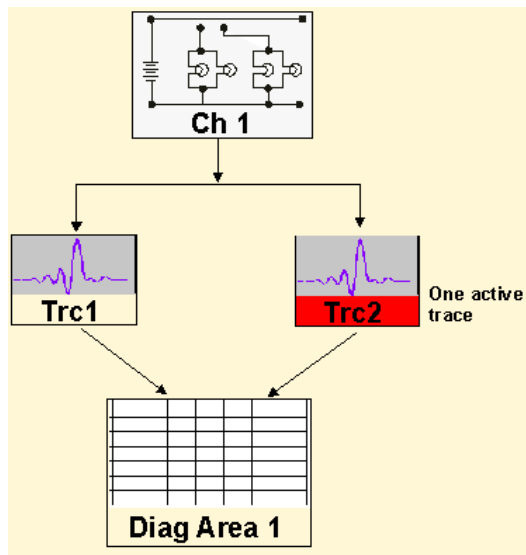 Ch 1
Trc1
Trc2
One active
trace
Diag Area 1